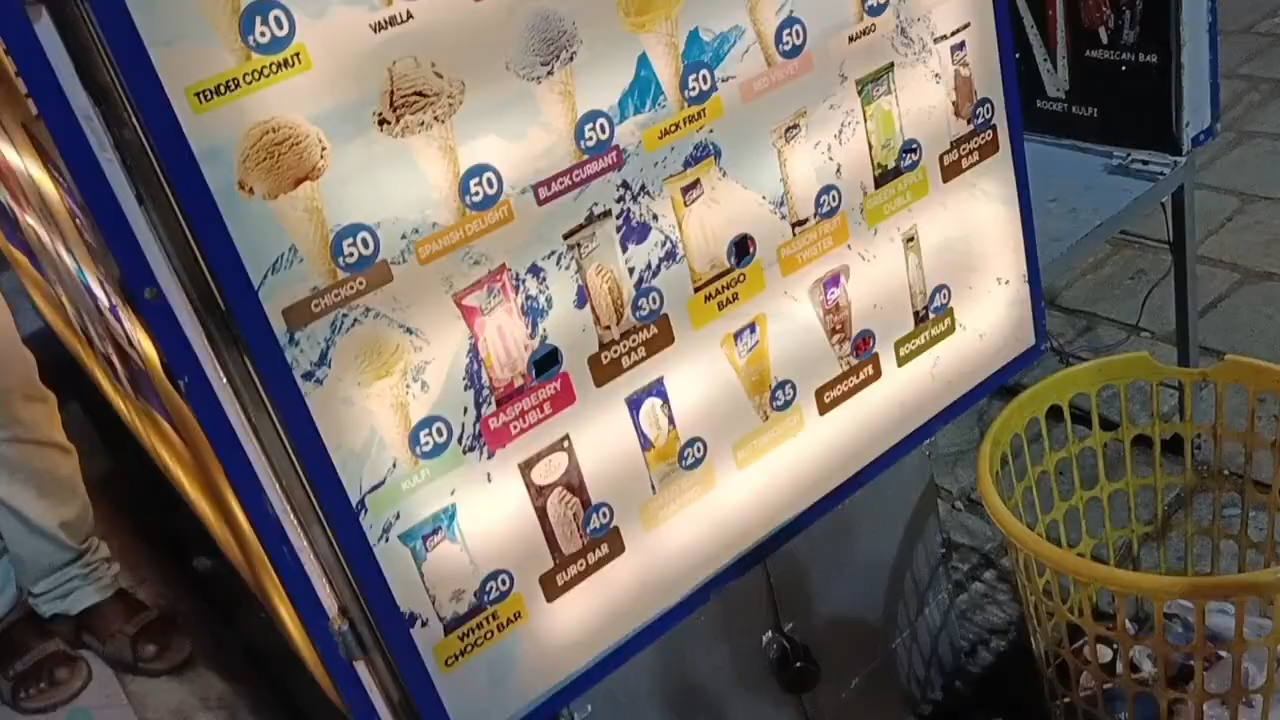 ₹60
TENDER COCONUT
VANILLA
₹50
RED VELVET
MANGO
AMERICAN BAR
ROCKET KULFI
₹50
CHICKOO
₹50
SPANISH DELIGHT
₹50
BLACK CURRANT
₹50
JACK FRUIT
₹20
PASSION FRUIT
TWISTER
₹20
GREEN APPLE
DUBLE
₹20
BIG CHOCO
BAR
₹50
KULFI
RASPBERRY
DUBLE
₹30
DODOMA
BAR
MANGO
BAR
₹35
BUTTERSCOTCH
CHOCOLATE
₹40
ROCKET KULFI
₹20
WHITE
CHOCO BAR
₹40
EURO BAR
₹20